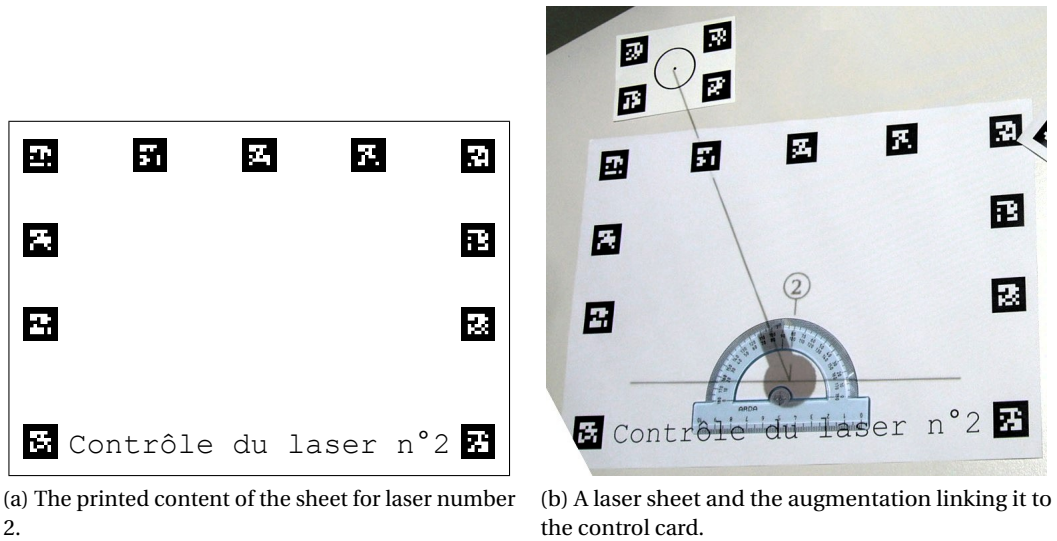 Contrôle du laser n°2
2
ARDA
Contrôle du laser n°2
(a) The printed content of the sheet for laser number
2.
(b) A laser sheet and the augmentation linking it to
the control card.